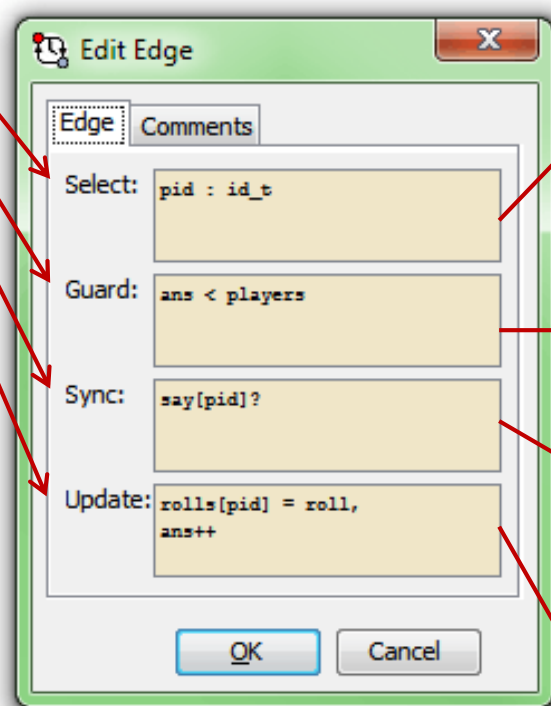 Edit Edge
Edge Comments
Select: pid : id_t
Guard: ans < players
Sync: say[pid]?
Update: rolls[pid] = roll,
ans++
OK Cancel